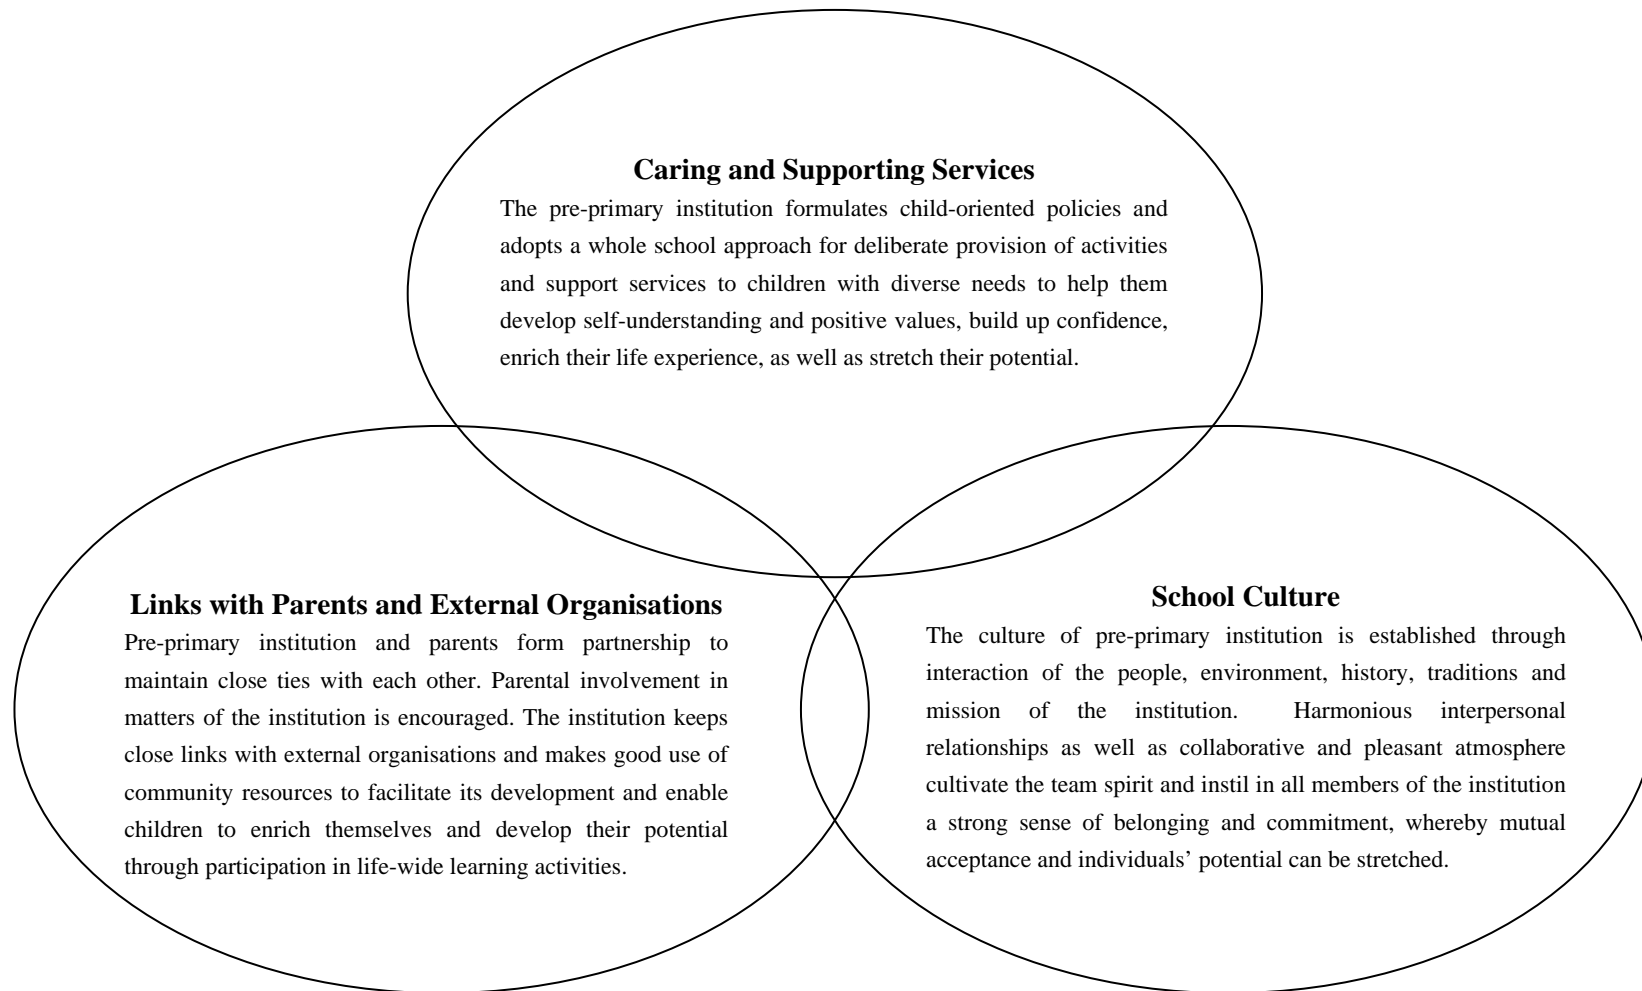 Caring and Supporting Services
The pre-primary institution formulates child-oriented policies and
adopts a whole school approach for deliberate provision of activities
and support services to children with diverse needs to help them
develop self-understanding and positive values, build up confidence,
enrich their life experience, as well as stretch their potential.
Links with Parents and External Organisations
Pre-primary institution and parents form partnership to
maintain close ties with each other. Parental involvement in
matters of the institution is encouraged. The institution keeps
close links with external organisations and makes good use of
community resources to facilitate its development and enable
children to enrich themselves and develop their potential
through participation in life-wide learning activities.
School Culture
The culture of pre-primary institution is established through
interaction of the people, environment, history, traditions and
mission of the institution. Harmonious interpersonal
relationships as well as collaborative and pleasant atmosphere
cultivate the team spirit and instil in all members of the institution
a strong sense of belonging and commitment, whereby mutual
acceptance and individuals’ potential can be stretched.